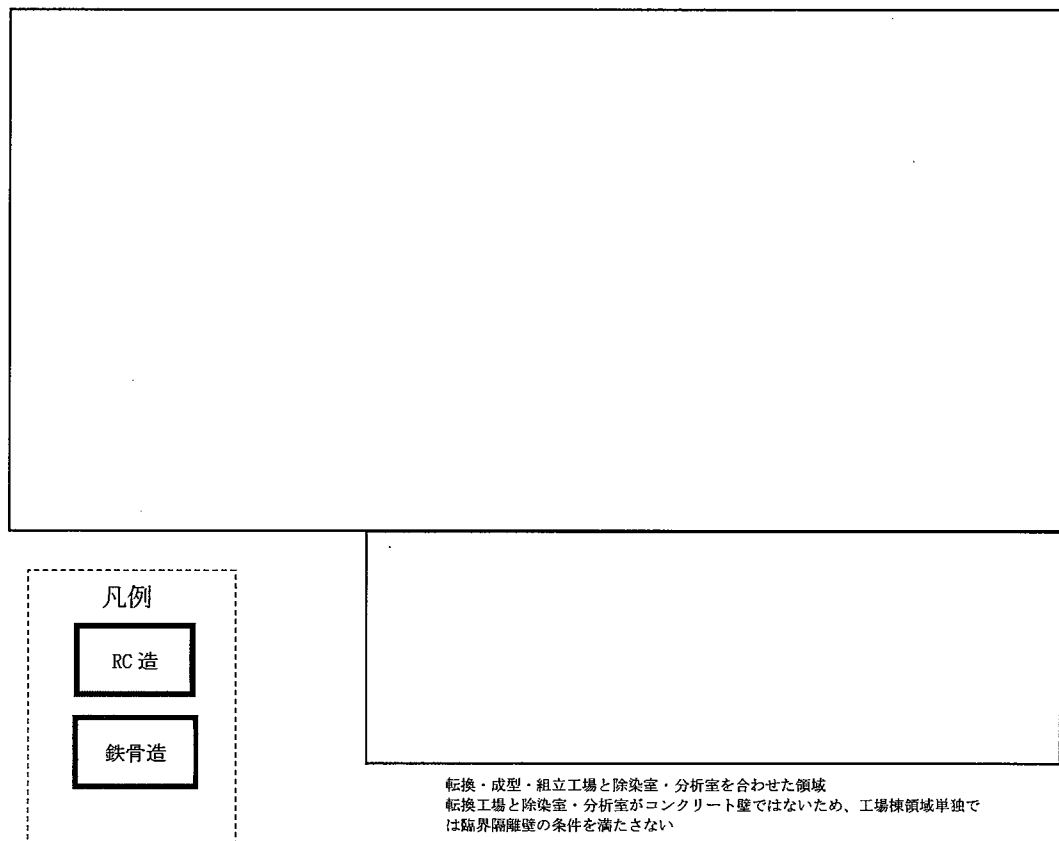 凡例
RC 造
鉄骨造
転換・成型・組立工場と除染室・分析室を合わせた領域
転換工場と除染室・分析室がコンクリート壁ではないため、工場棟領域単独で
は臨界隔離壁の条件を満たさない